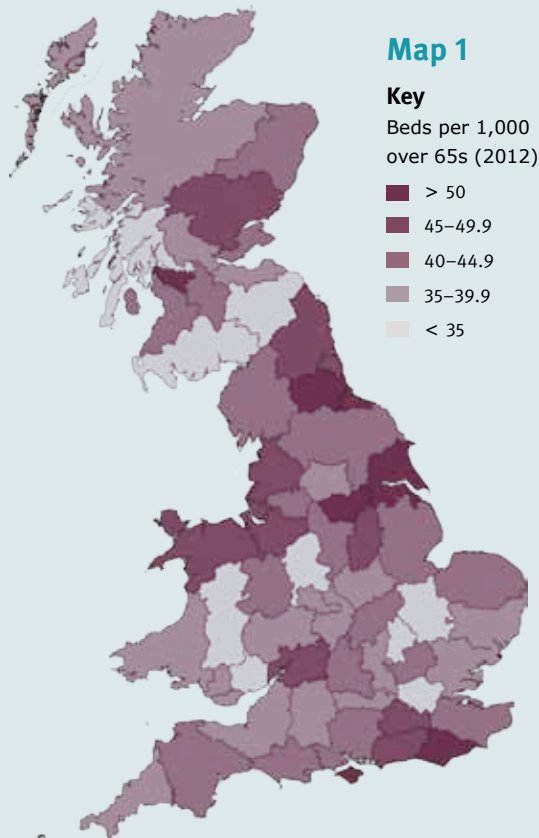 Map 1
Key
Beds per 1,000
over 65s (2012)
> 50
45–49.9
40–44.9
35–39.9
< 35